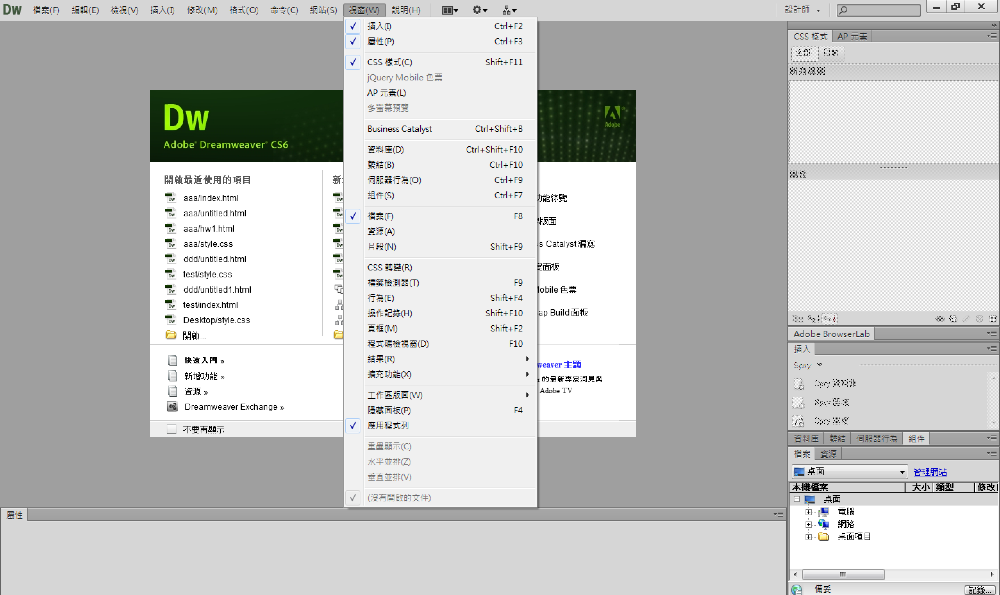 Dw 檔案(F) 編輯(E) 檢視(V) 插入(I) 修改(M) 格式(O) 命令(C) 網站(S) 視窗(W) 說明(H) 設計師
插入(I) Ctrl+F2
屬性(P) Ctrl+F3
CSS 樣式(C) Shift+F11
jQuery Mobile 色票
AP 元素(L)
多螢幕預覽
Business Catalyst Ctrl+Shift+B
資料庫(D) Ctrl+Shift+F10
繫結(B) Ctrl+F10
伺服器行為(O) Ctrl+F9
組件(S) Ctrl+F7
檔案(F) F8
資源(A)
片段(N) Shift+F9
CSS 轉變(R)
標籤檢測器(T) F9
行為(E) Shift+F4
操作記錄(H) Shift+F10
頁框(M) Shift+F2
程式碼檢視窗(D) F10
結果(R)
擴充功能(X)
工作區版面(W)
隱藏面板(P) F4
應用程式列
重疊顯示(C)
水平並排(Z)
垂直並排(V)
(沒有開啟的文件)
Dw
Adobe® Dreamweaver® CS6
Adobe
開啟最近使用的項目
aaa/index.html
aaa/untitled.html
aaa/hw1.html
aaa/style.css
ddd/untitled.html
test/style.css
ddd/untitled1.html
test/index.html
Desktop/style.css
開啟...
快速入門 »
新增功能 »
資源 »
Dreamweaver Exchange »
不要再顯示
新
功能綜覽
版面
s Catalyst 編寫
面板
Mobile 色票
ap Build 面板
weaver 主題
r 的最新專家洞見與
Adobe TV
CSS 樣式 AP 元素
全部 目前
所有規則
屬性
Adobe BrowserLab
插入
Spry
Spry 資料集
Spry 區域
Spry 重複
資料庫 繫結 伺服器行為 組件
檔案 資源
桌面 管理網站
本機檔案 大小 類型 修改
桌面
電腦
網路
桌面項目
備妥 記錄...
屬性